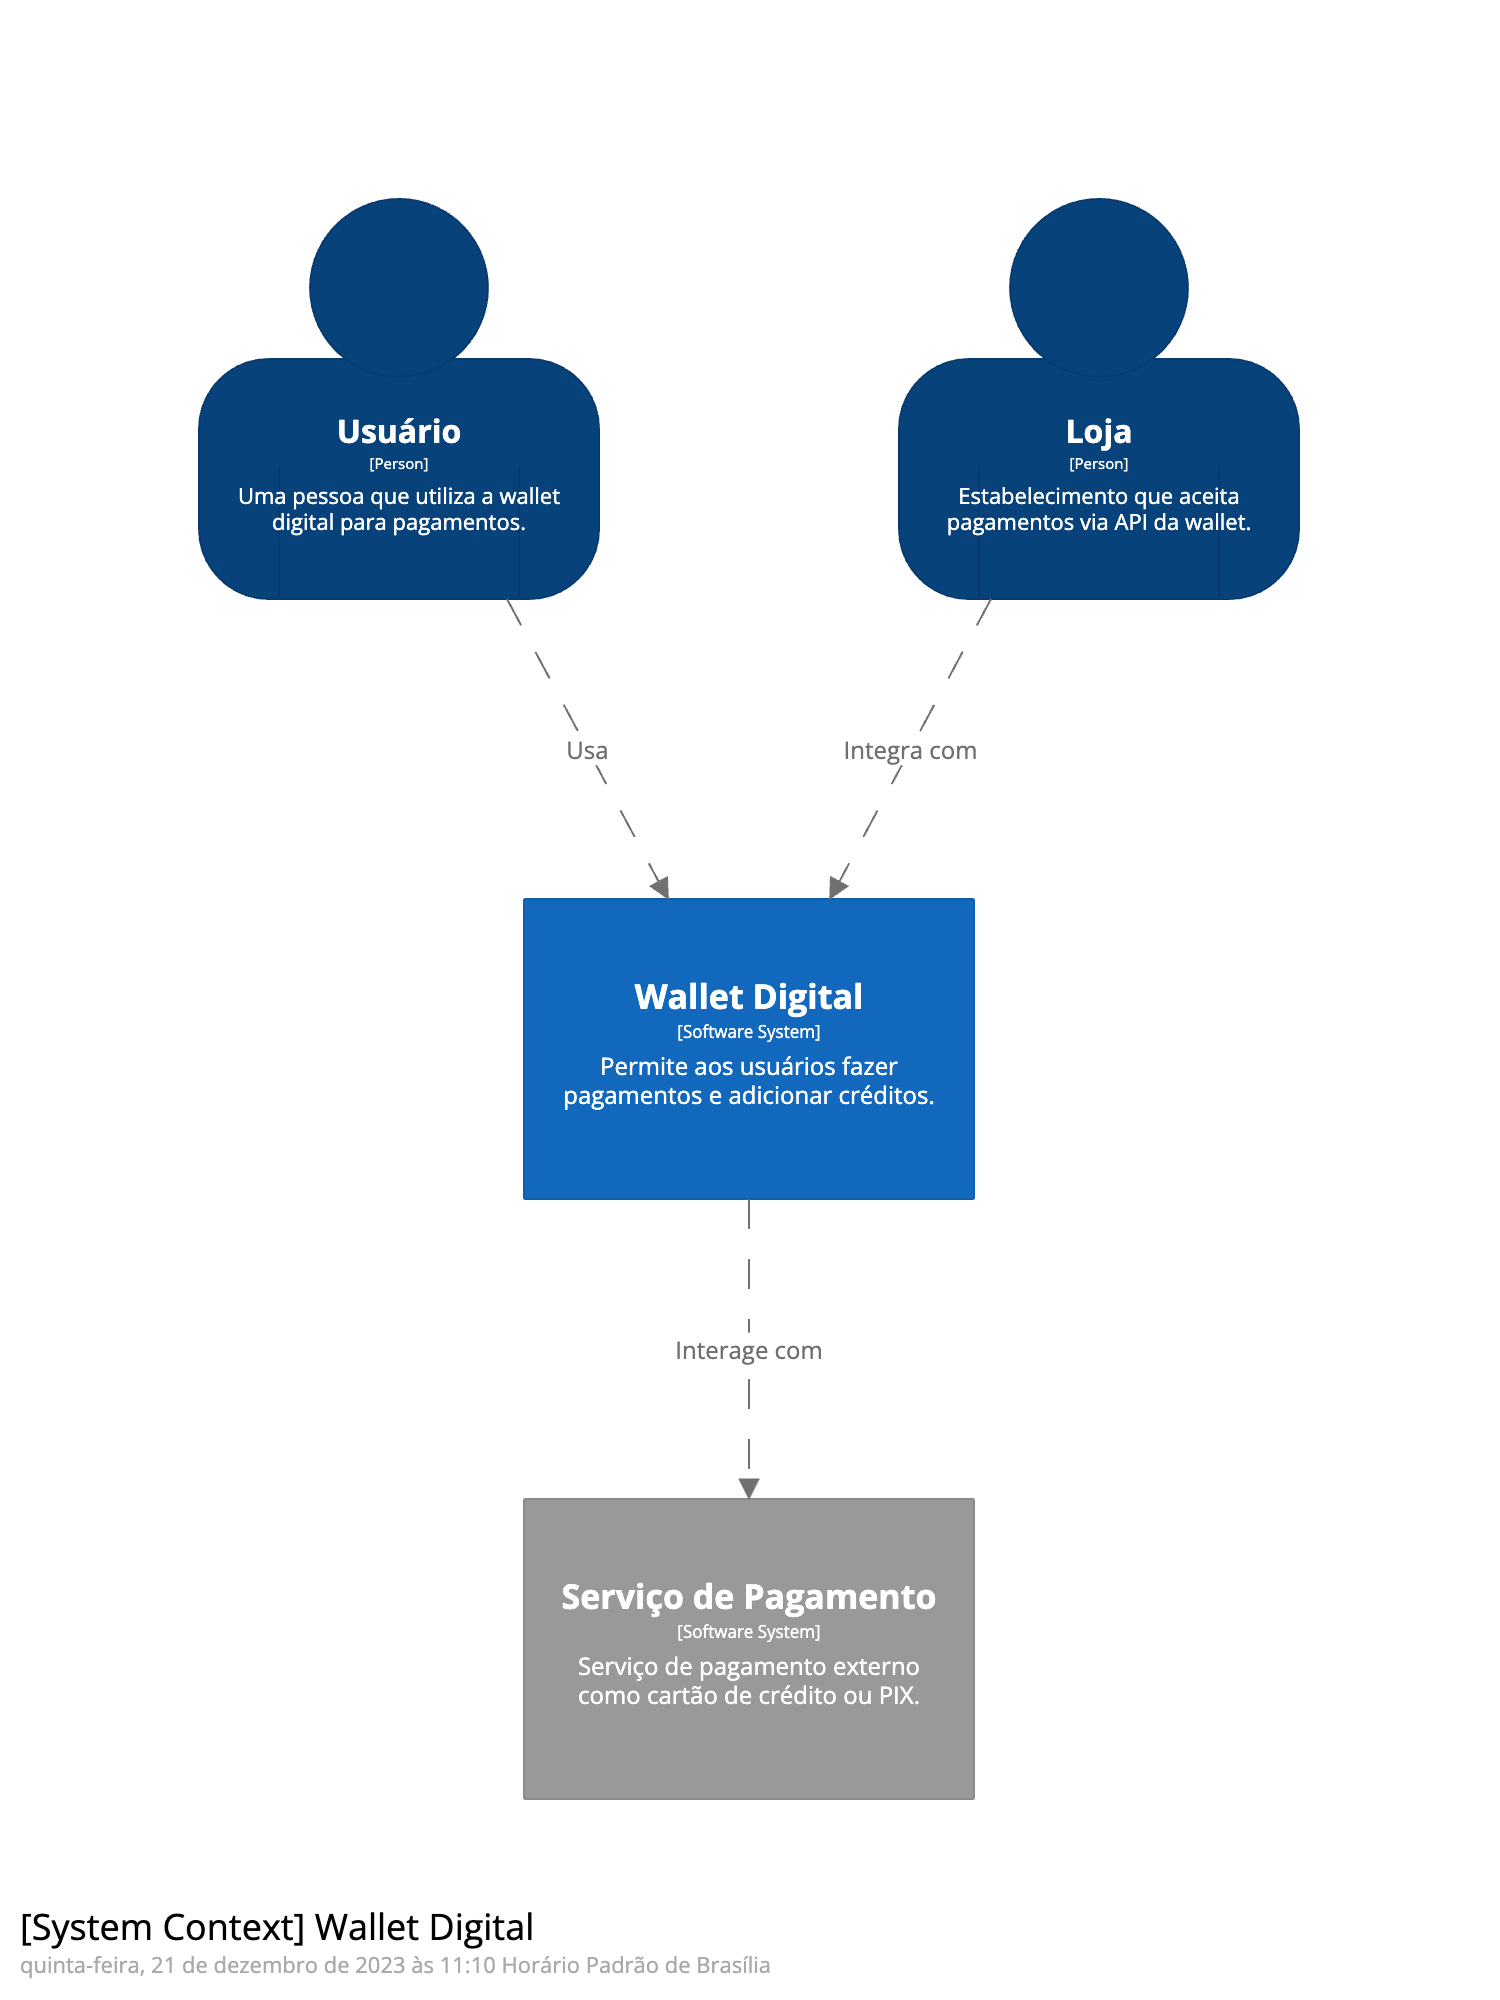 Usuário
[Person]
Uma pessoa que utiliza a wallet
digital para pagamentos.
Loja
[Person]
Estabelecimento que aceita
pagamentos via API da wallet.
Usa
Integra com
Wallet Digital
[Software System]
Permite aos usuários fazer
pagamentos e adicionar créditos.
Interage com
Serviço de Pagamento
[Software System]
Serviço de pagamento externo
como cartão de crédito ou PIX.
[System Context] Wallet Digital
quinta-feira, 21 de dezembro de 2023 às 11:10 Horário Padrão de Brasília